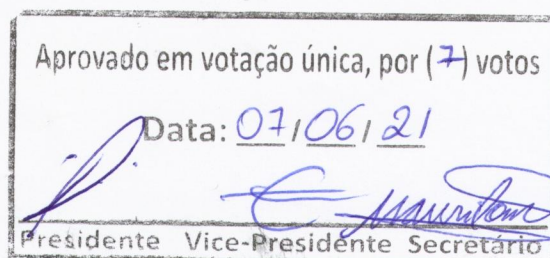 Aprovado em votação única, por (7) votos
Data: 07/06/21
Presidente Vice-Presidente Secretário